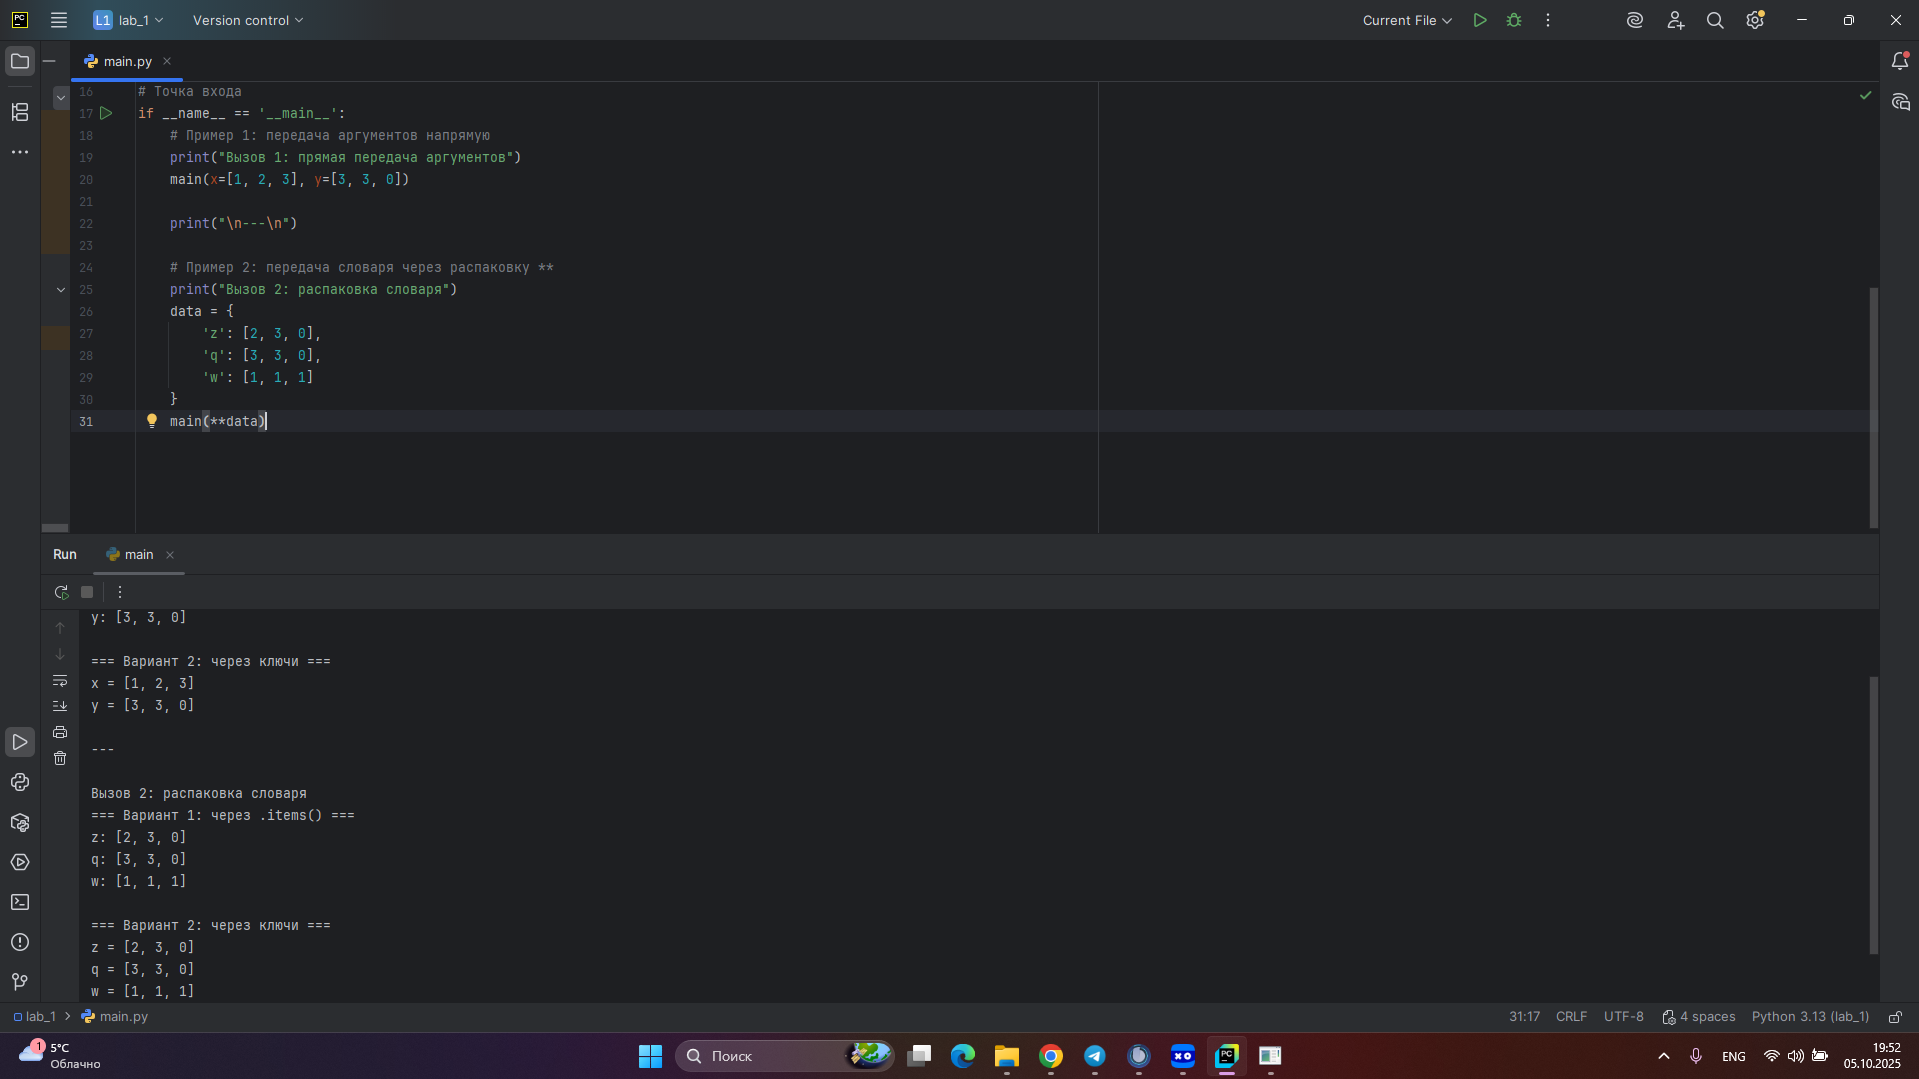 PC
L1 lab_1
Version control
Current File
main.py
16 # Точка входа
17 if __name__ == '__main__':
18 # Пример 1: передача аргументов напрямую
19 print("Вызов 1: прямая передача аргументов")
20 main(x=[1, 2, 3], y=[3, 3, 0])
21
22 print("\n---\n")
23
24 # Пример 2: передача словаря через распаковку **
25 print("Вызов 2: распаковка словаря")
26 data = {
27 'z': [2, 3, 0],
28 'q': [3, 3, 0],
29 'w': [1, 1, 1]
30 }
31 main(**data)
Run main
y: [3, 3, 0]
=== Вариант 2: через ключи ===
x = [1, 2, 3]
y = [3, 3, 0]
---
Вызов 2: распаковка словаря
=== Вариант 1: через .items() ===
z: [2, 3, 0]
q: [3, 3, 0]
w: [1, 1, 1]
=== Вариант 2: через ключи ===
z = [2, 3, 0]
q = [3, 3, 0]
w = [1, 1, 1]
lab_1 > main.py
31:17 CRLF UTF-8 4 spaces Python 3.13 (lab_1)
1
5°C
Облачно
Поиск
XO
PC
ENG
19:52
05.10.2025